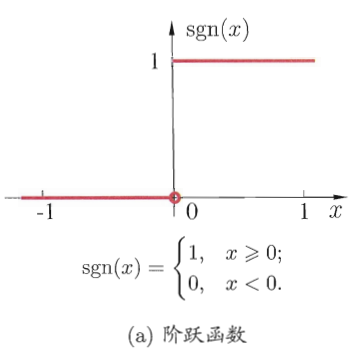 sgn(x)
1
-1 0 1 x
sgn(x) = { 1, x ⩾ 0;
0, x < 0.
(a) 阶跃函数